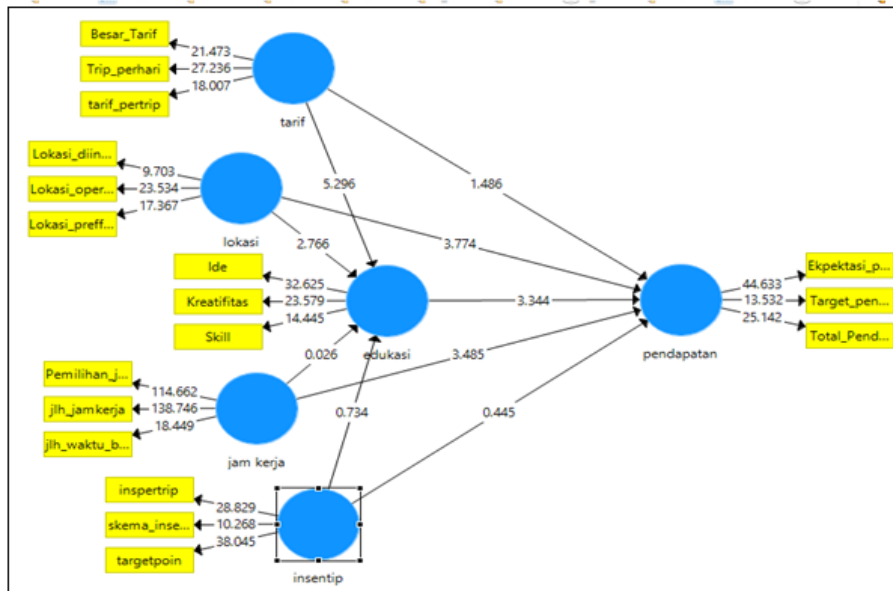 Besar_Tarif
21.473
Trip_perhari
27.236
tarif_pertrip
18.007
tarif
Lokasi_diin...
9.703
Lokasi_oper...
23.534
Lokasi_preff...
17.367
lokasi
5.296
1.486
2.766
3.774
Ide
32.625
Kreatifitas
23.579
Skill
14.445
edukasi
3.344
Ekpektasi_p...
44.633
Target_pen...
13.532
Total_Pend...
25.142
pendapatan
0.026
3.485
Pemilihan_j...
114.662
jlh_jamkerja
138.746
jlh_waktu_b...
18.449
jam kerja
0.734
0.445
inspertrip
28.829
skema_inse...
10.268
targetpoin
38.045
insentip